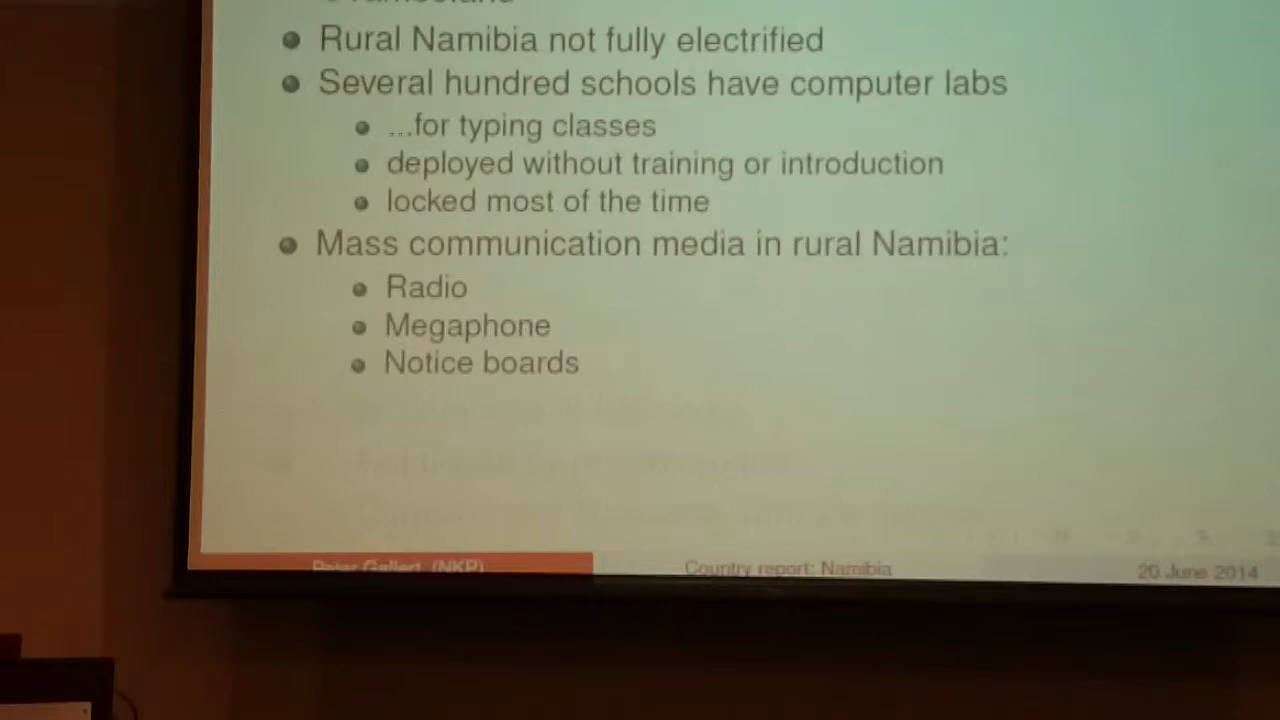 Rural Namibia not fully electrified
Several hundred schools have computer labs
...for typing classes
deployed without training or introduction
locked most of the time
Mass communication media in rural Namibia:
Radio
Megaphone
Notice boards
Peter Gallert (NKP)
Country report: Namibia
20 June 2014